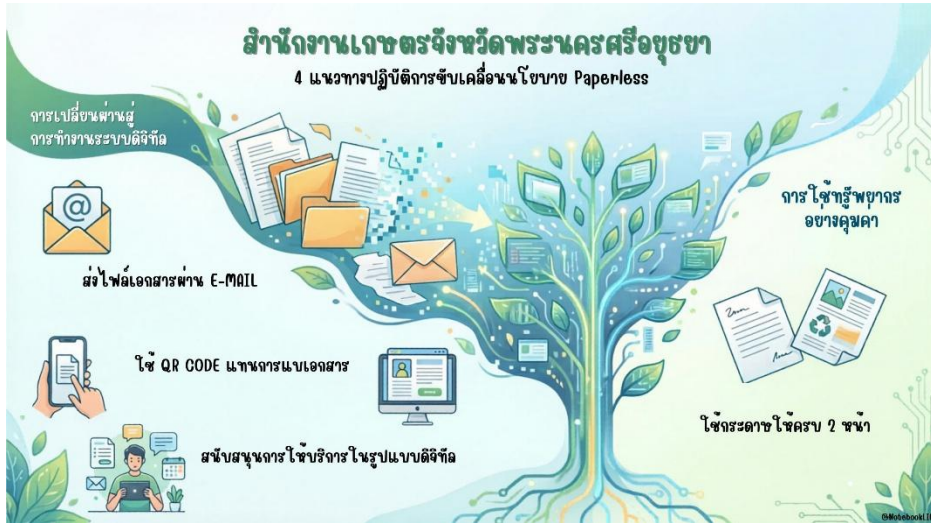 สำนักงานเกษตรจังหวัดพระนครศรีอยุธยา
4 แนวทางปฏิบัติการขับเคลื่อนนโยบาย Paperless
การเปลี่ยนผ่านสู่
การทำงานระบบดิจิทัล
ส่งไฟล์เอกสารผ่าน E-MAIL
ใช้ QR CODE แทนการแนบเอกสาร
สนับสนุนการให้บริการในรูปแบบดิจิทัล
การใช้ทรัพยากร
อย่างคุมคา
ใช้กระดาษให้ครบ 2 หน้า